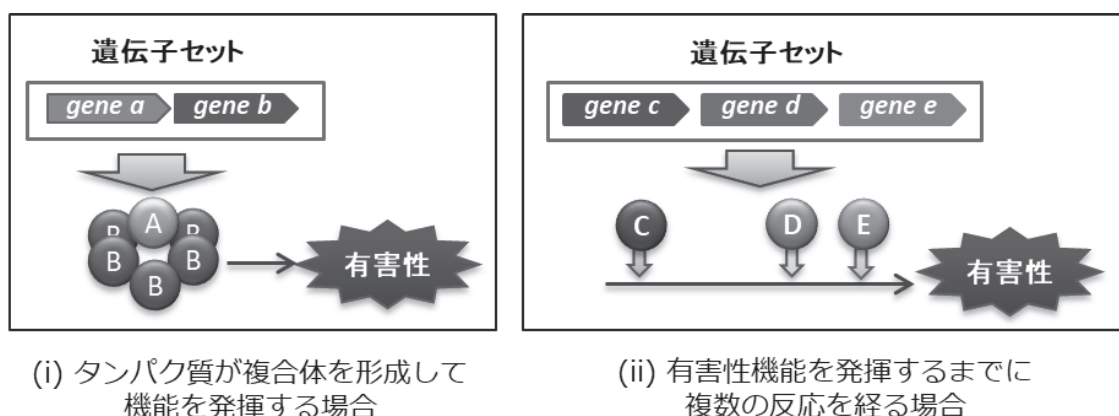 遺伝子セット
gene a
gene b
A
B
B
B
B
B
有害性
(i) タンパク質が複合体を形成して
機能を発揮する場合
遺伝子セット
gene c
gene d
gene e
C
D
E
有害性
(ii) 有害性機能を発揮するまでに
複数の反応を経る場合